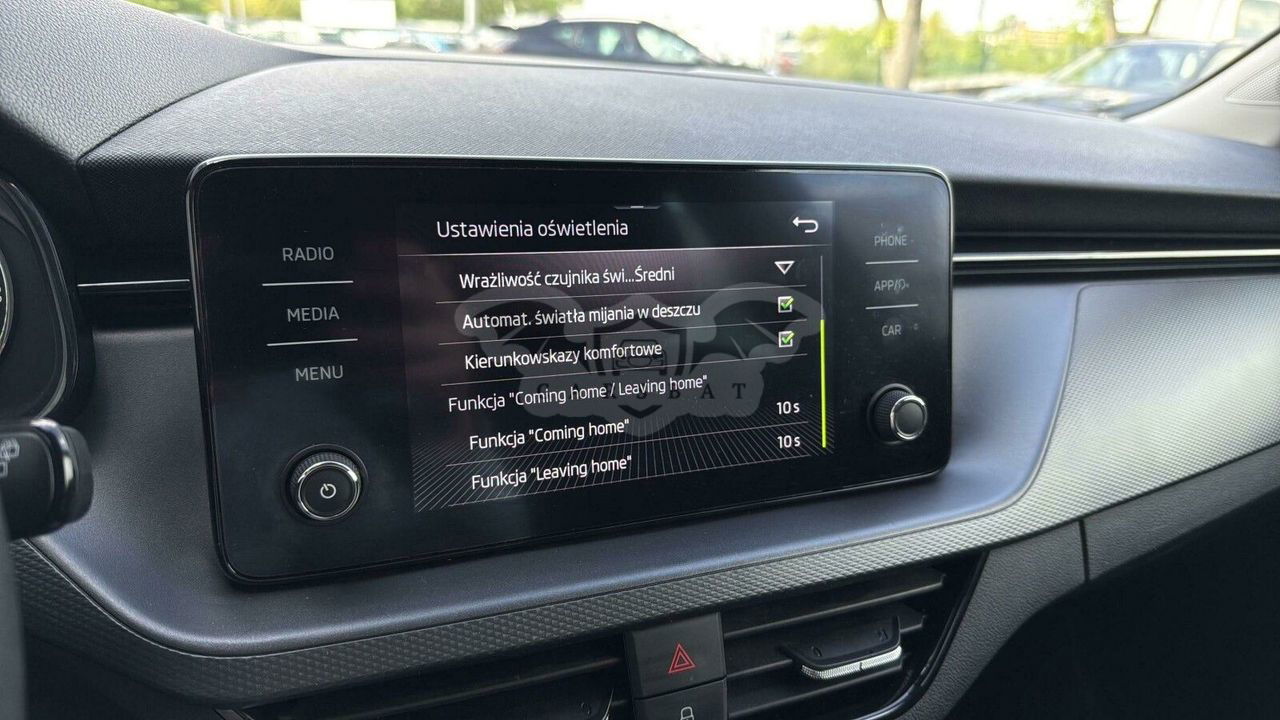 RADIO
MEDIA
MENU
Ustawienia oświetlenia
Wrażliwość czujnika świ...Średni
Automat. światła mijania w deszczu
Kierunkowskazy komfortowe
Funkcja "Coming home / Leaving home"
Funkcja "Coming home" 10 s
Funkcja "Leaving home" 10 s
PHONE
APP/
CAR